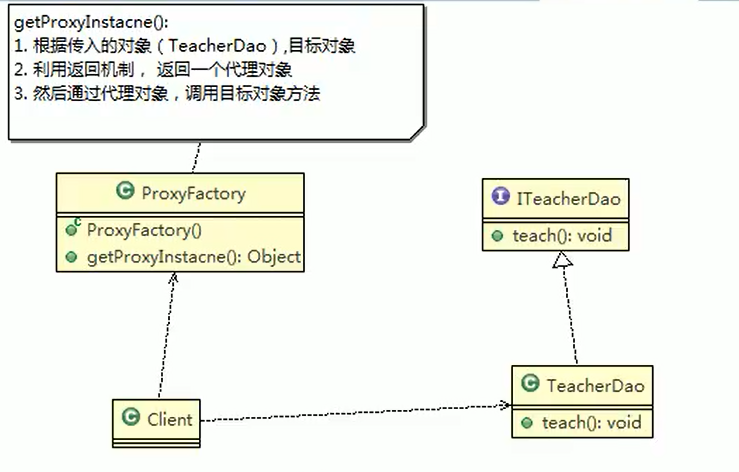 getProxyInstacne():
1. 根据传入的对象（TeacherDao）,目标对象
2. 利用返回机制， 返回一个代理对象
3. 然后通过代理对象，调用目标对象方法
C ProxyFactory
I ITeacherDao
C ProxyFactory()
teach(): void
getProxyInstacne(): Object
C TeacherDao
C Client
teach(): void